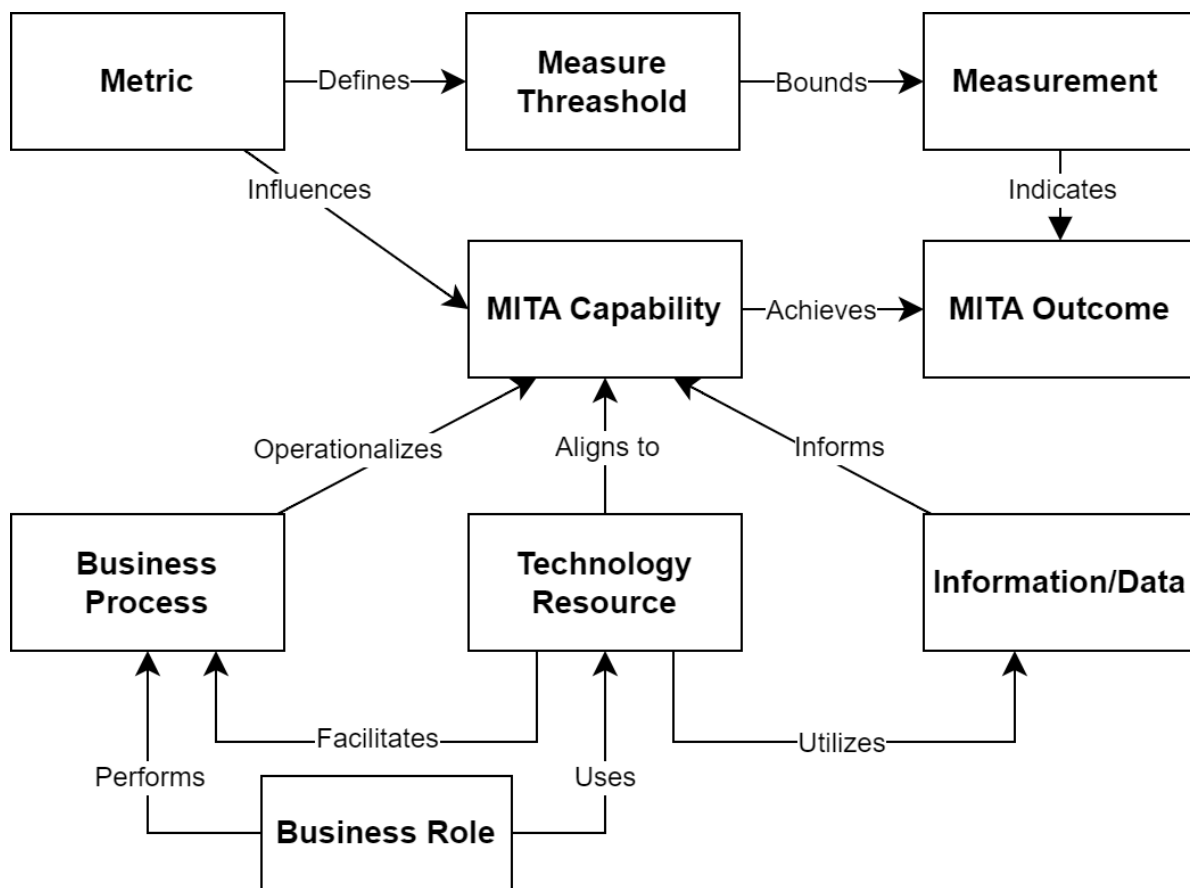 Metric
Defines
Measure
Threashold
Bounds
Measurement
Influences
Indicates
MITA Capability
Achieves
MITA Outcome
Operationalizes
Aligns to
Informs
Business
Process
Technology
Resource
Information/Data
Facilitates
Utilizes
Performs
Uses
Business Role